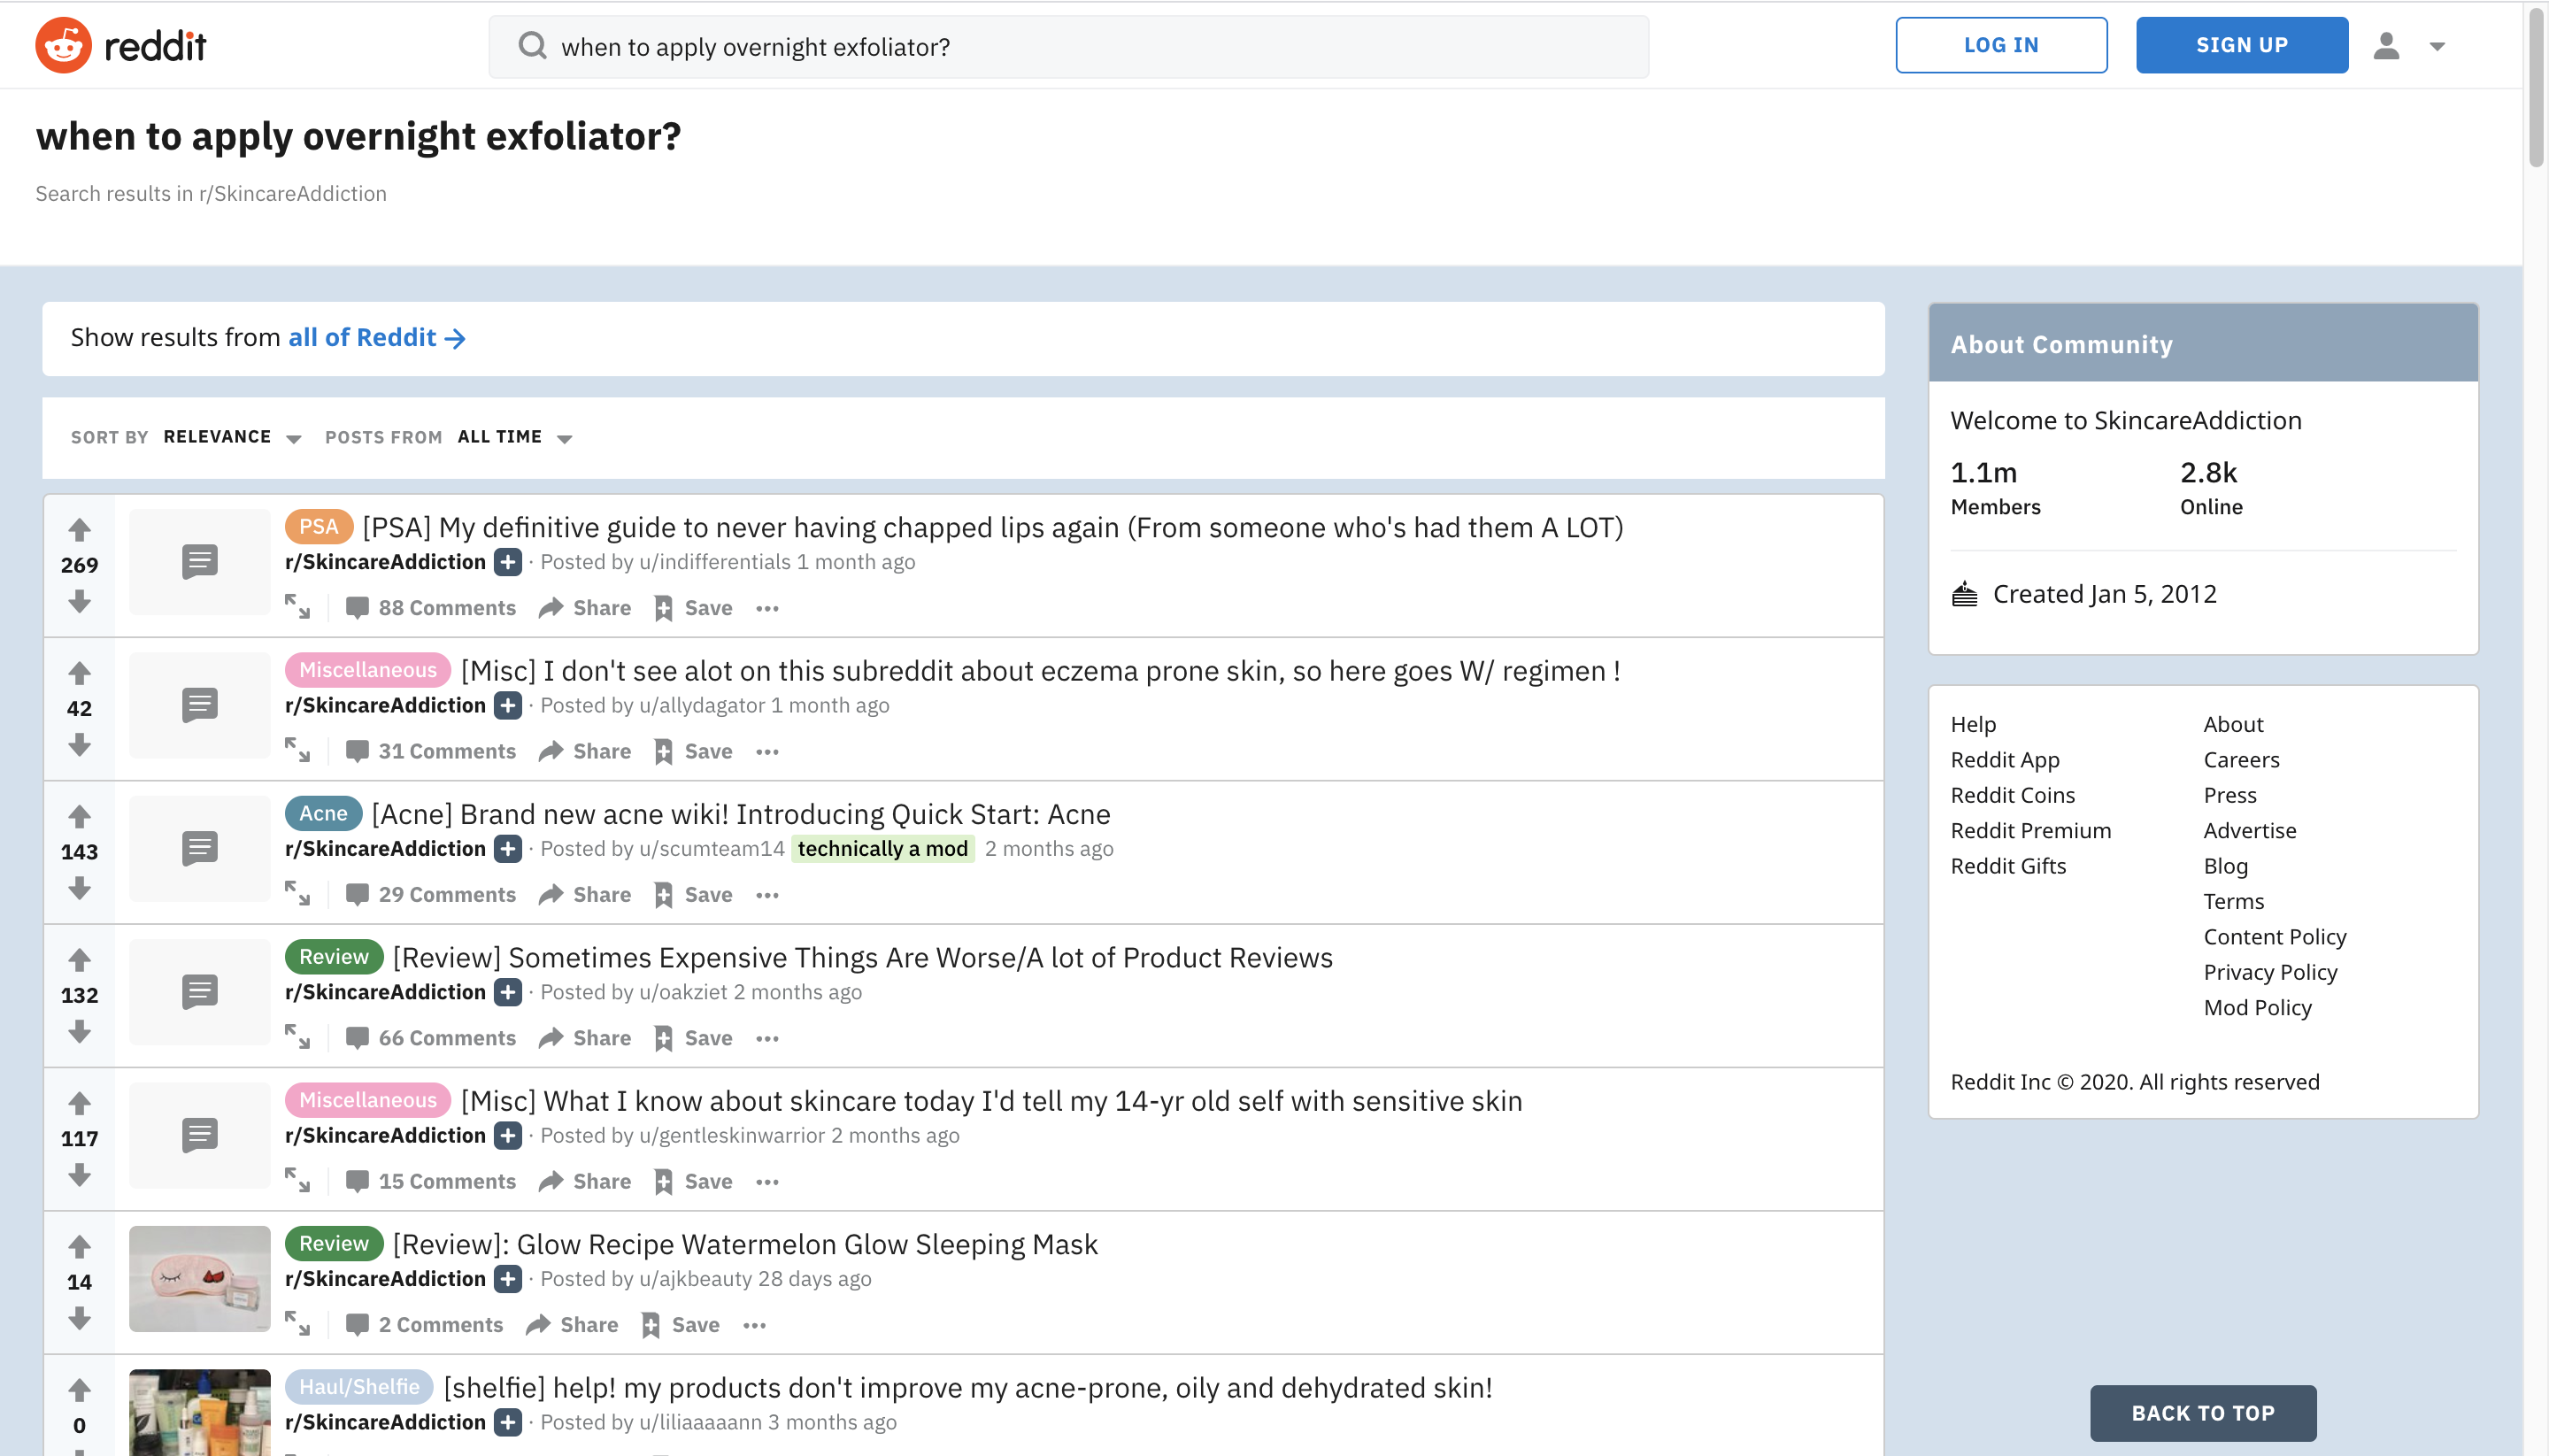 reddit
when to apply overnight exfoliator?
LOG IN
SIGN UP
when to apply overnight exfoliator?
Search results in r/SkincareAddiction
Show results from all of Reddit
SORT BY RELEVANCE POSTS FROM ALL TIME
269
PSA [PSA] My definitive guide to never having chapped lips again (From someone who's had them A LOT)
r/SkincareAddiction · Posted by u/indifferentials 1 month ago
88 Comments Share Save
42
Miscellaneous [Misc] I don't see alot on this subreddit about eczema prone skin, so here goes W/ regimen !
r/SkincareAddiction · Posted by u/allydagator 1 month ago
31 Comments Share Save
143
Acne [Acne] Brand new acne wiki! Introducing Quick Start: Acne
r/SkincareAddiction · Posted by u/scumteam14 technically a mod 2 months ago
29 Comments Share Save
132
Review [Review] Sometimes Expensive Things Are Worse/A lot of Product Reviews
r/SkincareAddiction · Posted by u/oakziet 2 months ago
66 Comments Share Save
117
Miscellaneous [Misc] What I know about skincare today I'd tell my 14-yr old self with sensitive skin
r/SkincareAddiction · Posted by u/gentleskinwarrior 2 months ago
15 Comments Share Save
14
Review [Review]: Glow Recipe Watermelon Glow Sleeping Mask
r/SkincareAddiction · Posted by u/ajkbeauty 28 days ago
2 Comments Share Save
0
Haul/Shelfie [shelfie] help! my products don't improve my acne-prone, oily and dehydrated skin!
r/SkincareAddiction · Posted by u/liliaaaaann 3 months ago
About Community
Welcome to SkincareAddiction
1.1m 2.8k
Members Online
Created Jan 5, 2012
Help About
Reddit App Careers
Reddit Coins Press
Reddit Premium Advertise
Reddit Gifts Blog
Terms
Content Policy
Privacy Policy
Mod Policy
Reddit Inc © 2020. All rights reserved
BACK TO TOP